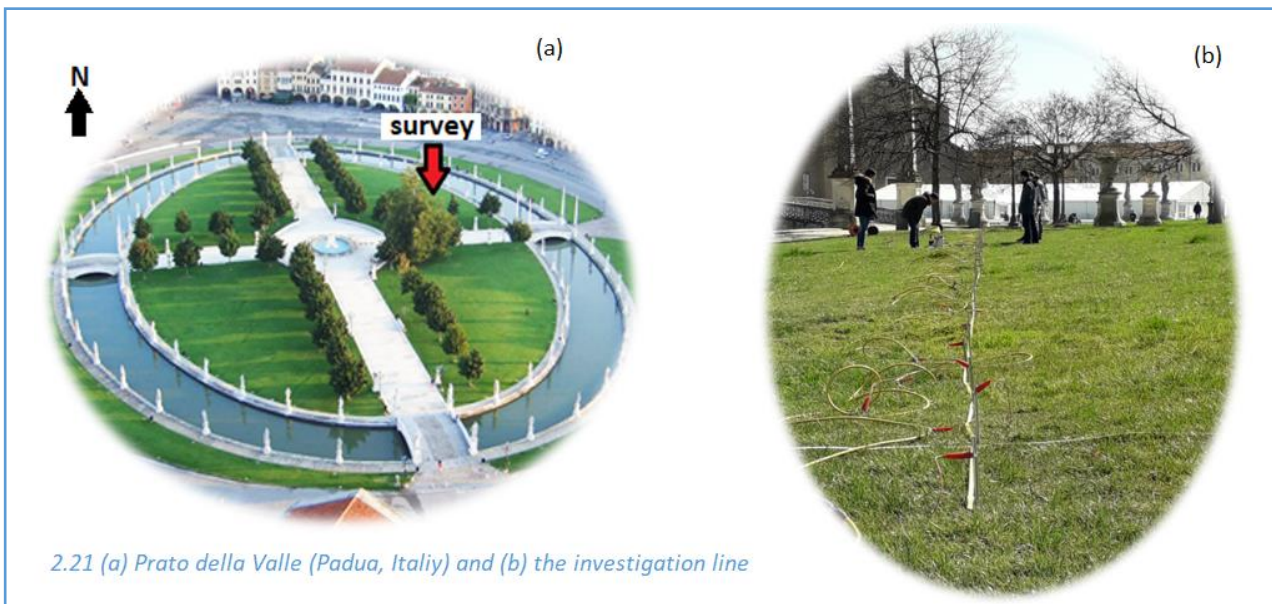 (a)
N
survey
(b)
2.21 (a) Prato della Valle (Padua, Italiy) and (b) the investigation line